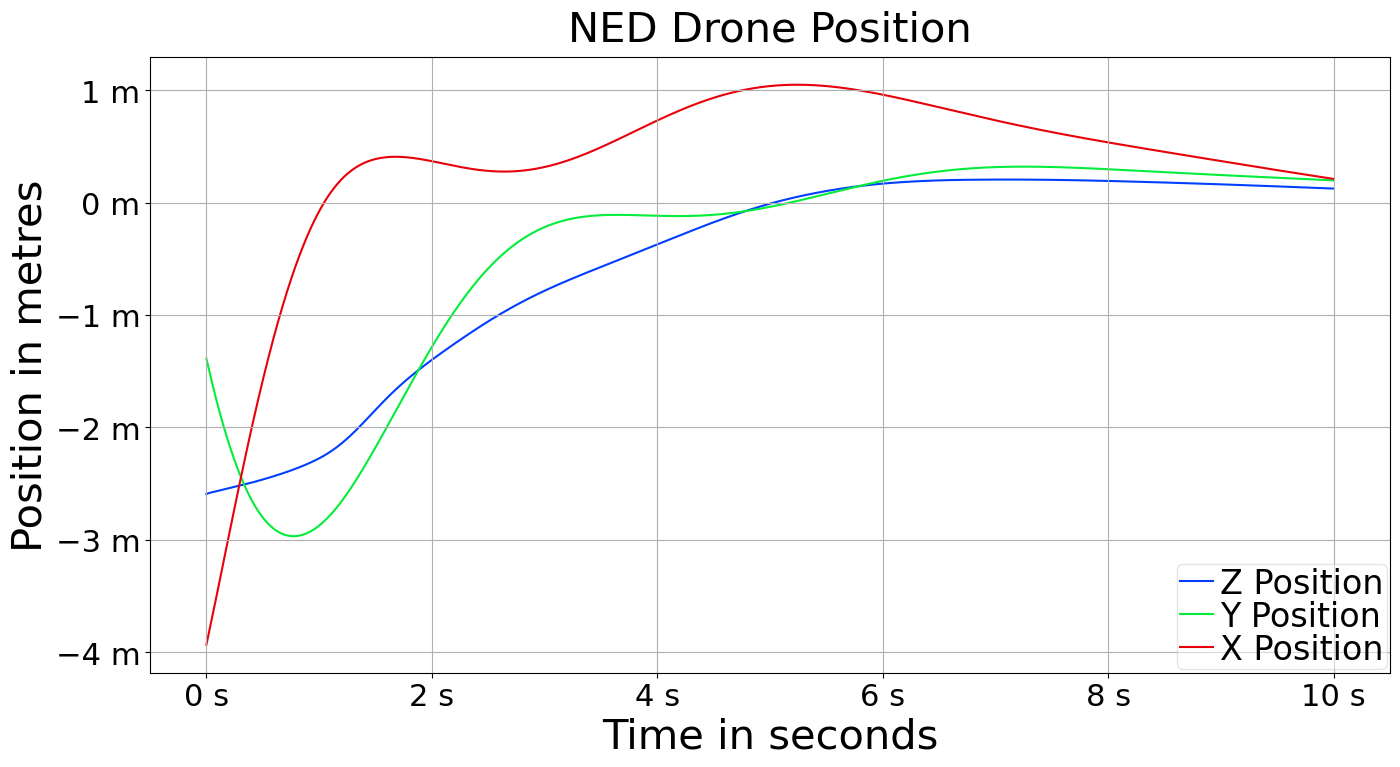 NED Drone Position
Position in metres
1 m
0 m
−1 m
−2 m
−3 m
−4 m
0 s
2 s
4 s
6 s
8 s
10 s
Time in seconds
Z Position
Y Position
X Position